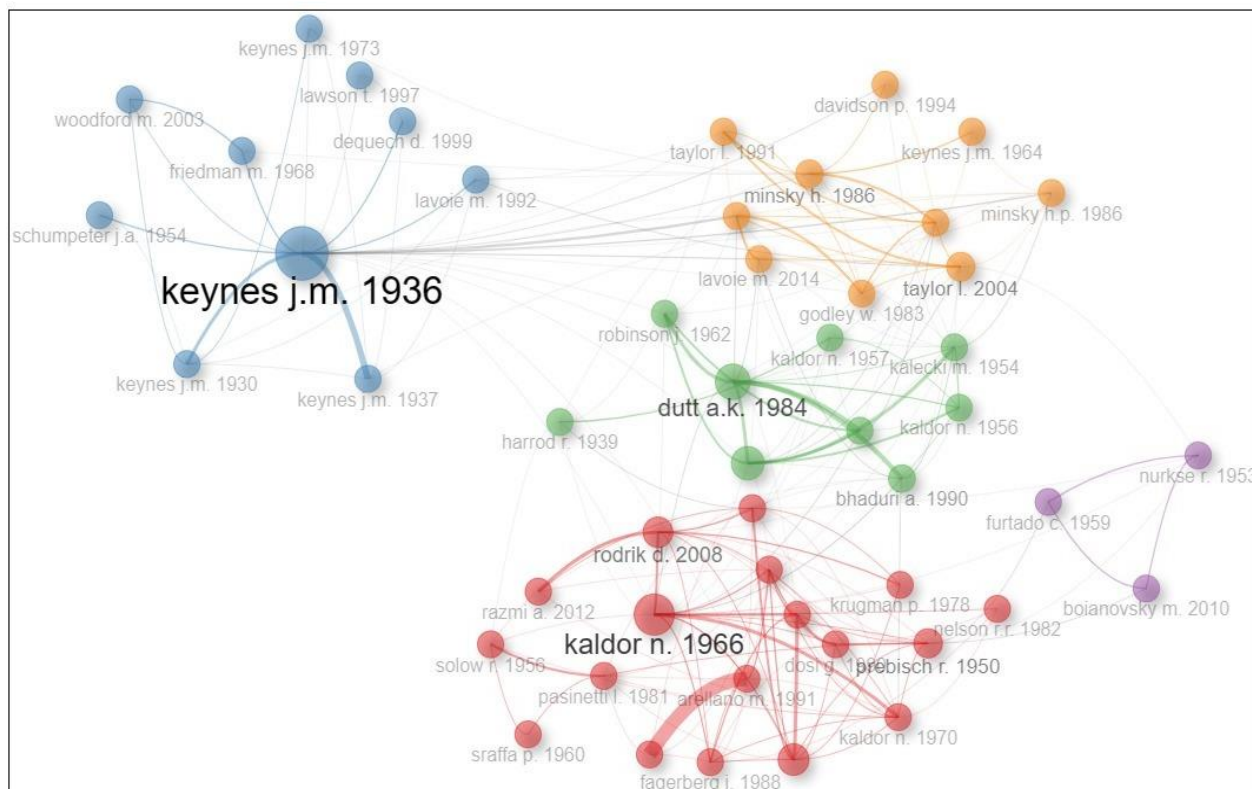 keynes j.m. 1973
lawson t. 1997
woodford m. 2003
dequech d. 1999
friedman m. 1968
lavoie m. 1992
schumpeter j.a. 1954
keynes j.m. 1936
keynes j.m. 1930
keynes j.m. 1937
davidson p. 1994
taylor l. 1991
keynes j.m. 1964
minsky h. 1986
minsky h.p. 1986
lavoie m. 2014
taylor l. 2004
godley w. 1983
robinson j. 1962
kaldor n. 1957
kalecki m. 1954
dutt a.k. 1984
kaldor n. 1956
harrod r. 1939
bhaduri a. 1990
nurkse r. 1953
furtado c. 1959
boianovsky m. 2010
rodrik d. 2008
razmi a. 2012
krugman p. 1978
nelson r.r. 1982
kaldor n. 1966
solow r. 1956
dosi g.
prebisch r. 1950
pasinetti l. 1981
arellano m. 1991
kaldor n. 1970
sraffa p. 1960
fagerberg j. 1988